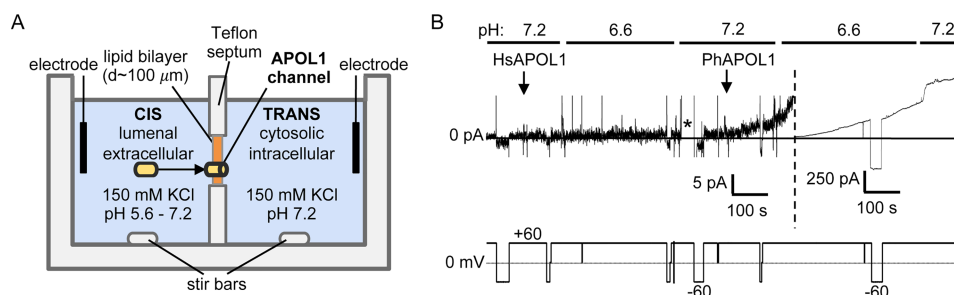 A
Teflon
septum
lipid bilayer
(d~100 μm)
APOL1
channel
electrode
electrode
CIS
lumenal
extracellular
TRANS
cytosolic
intracellular
150 mM KCl
pH 5.6 - 7.2
150 mM KCl
pH 7.2
stir bars
B
pH: 7.2 6.6 7.2 6.6 7.2
HsAPOL1 PhAPOL1
*
0 pA
5 pA
100 s
250 pA
100 s
+60
0 mV
-60 -60